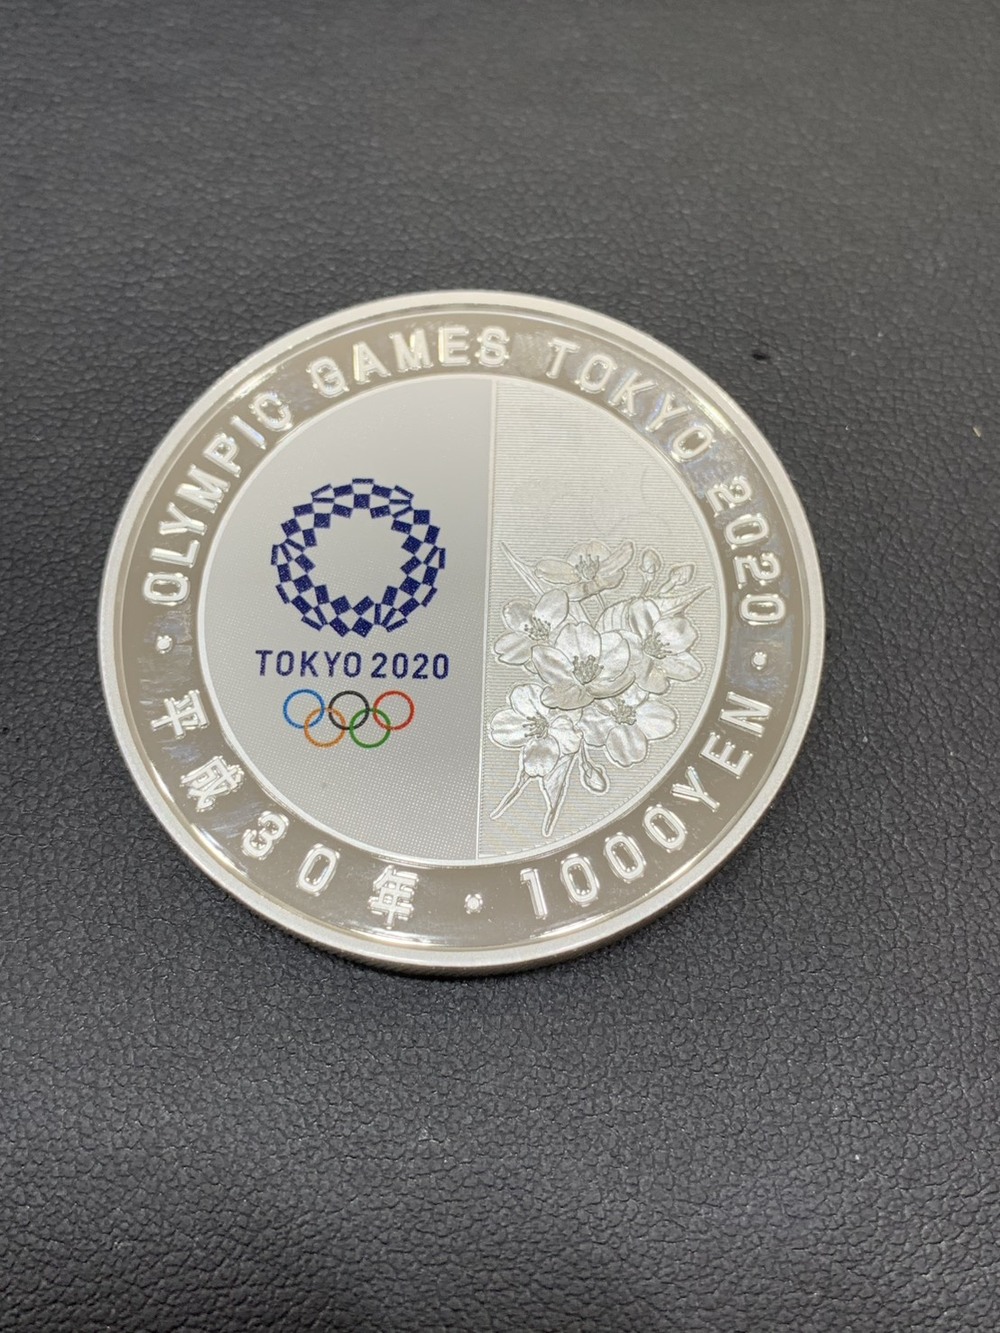 OLYMPIC GAMES TOKYO 2020
TOKYO 2020
平成30年・1000YEN